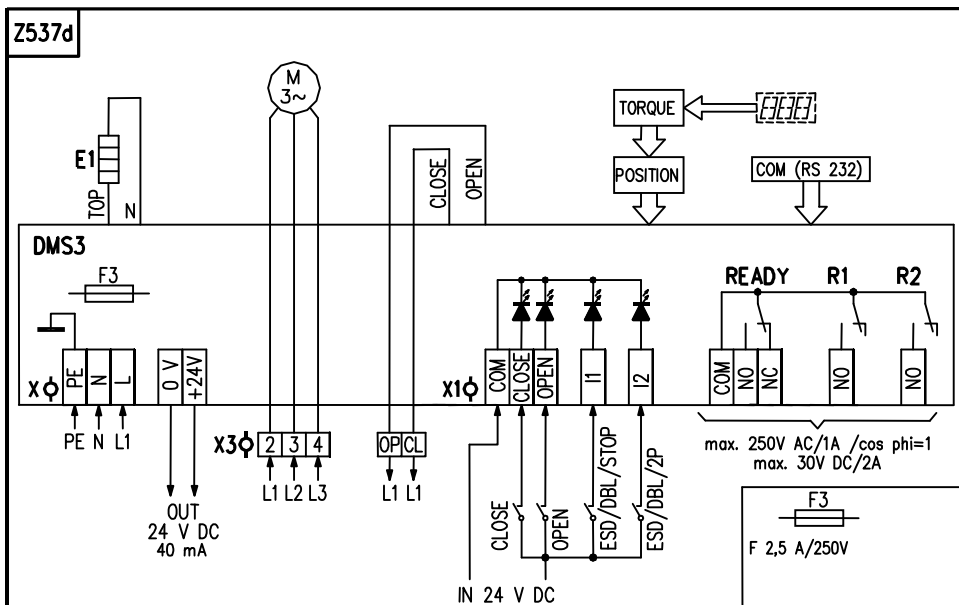 Z537d
M
3~
E1
TOP
N
CLOSE
OPEN
TORQUE
POSITION
COM (RS 232)
DMS3
F3
READY
R1
R2
X
PE
N
L
0 V
+24V
X1
COM
CLOSE
OPEN
I1
I2
COM
NO
NC
NO
NO
PE N L1
X3
2
3
4
OP
CL
L1 L2 L3
L1 L1
OUT
24 V DC
40 mA
CLOSE
OPEN
ESD/DBL/STOP
ESD/DBL/2P
IN 24 V DC
max. 250V AC/1A /cos phi=1
max. 30V DC/2A
F3
F 2,5 A/250V